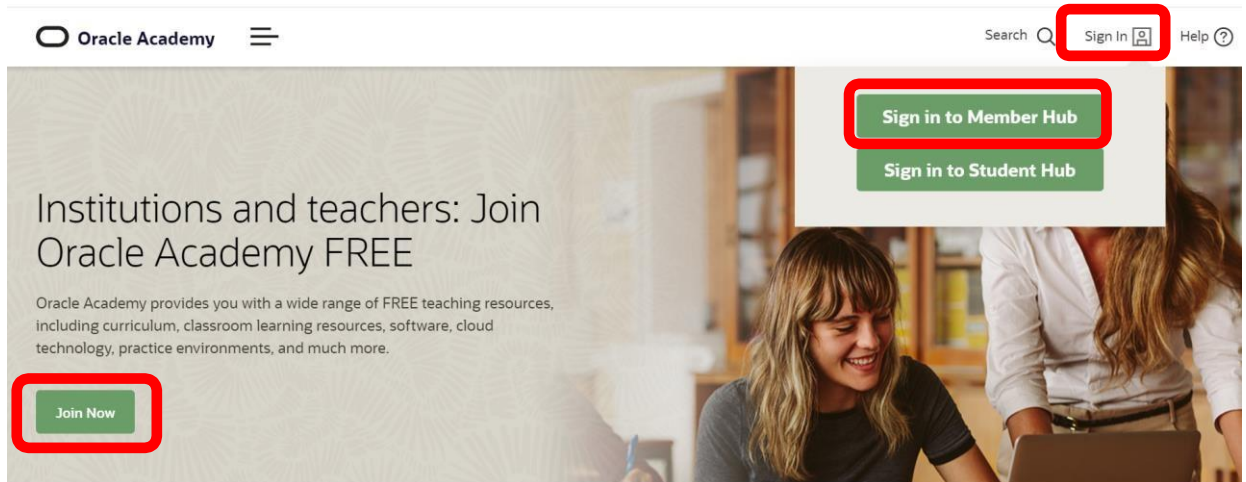 Oracle Academy
Search
Sign In
Help ?
Sign in to Member Hub
Sign in to Student Hub
Institutions and teachers: Join
Oracle Academy FREE
Oracle Academy provides you with a wide range of FREE teaching resources,
including curriculum, classroom learning resources, software, cloud
technology, practice environments, and much more.
Join Now